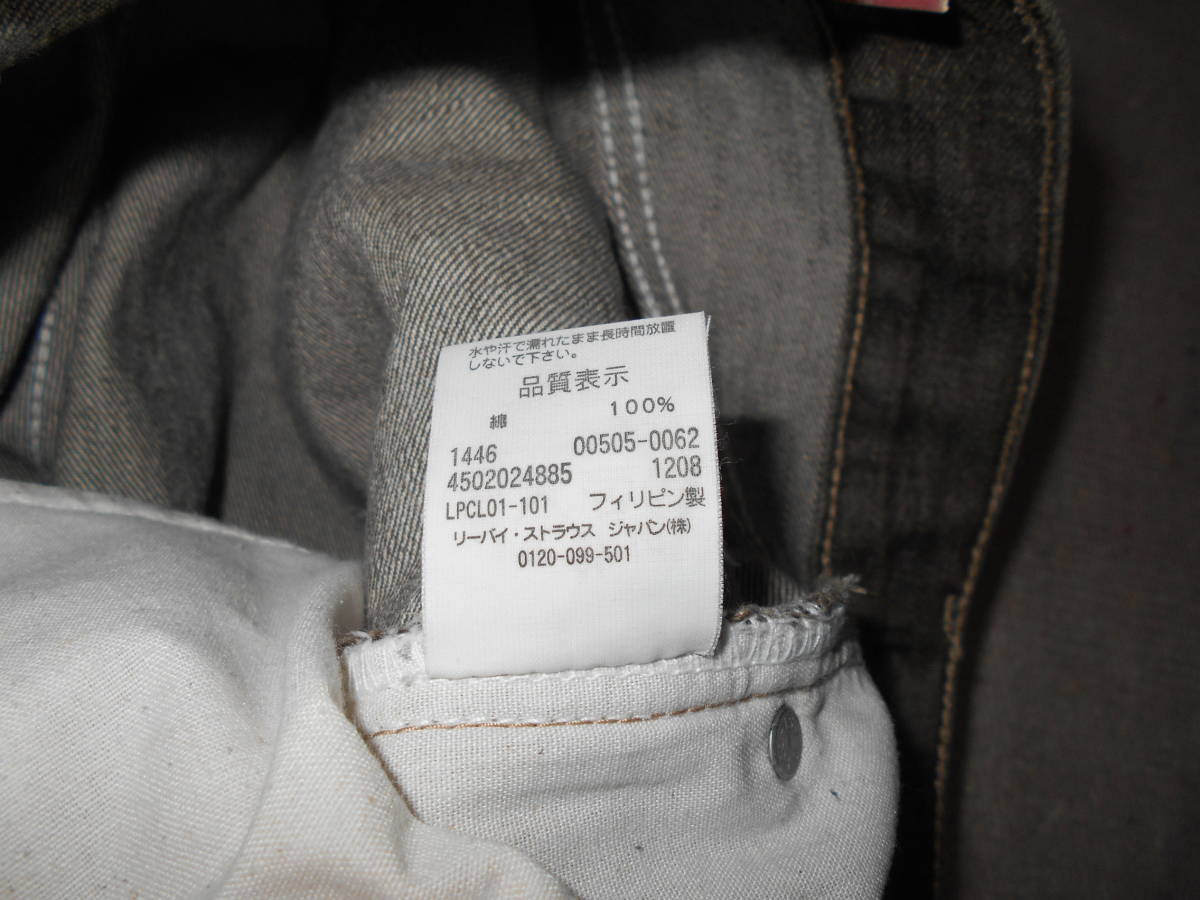 水や汗で濡れたまま長時間放置
しないで下さい。
品質表示
綿 100%
1446 00505-0062
4502024885 1208
LPCL01-101 フィリピン製
リーバイ・ストラウス ジャパン(株)
0120-099-501